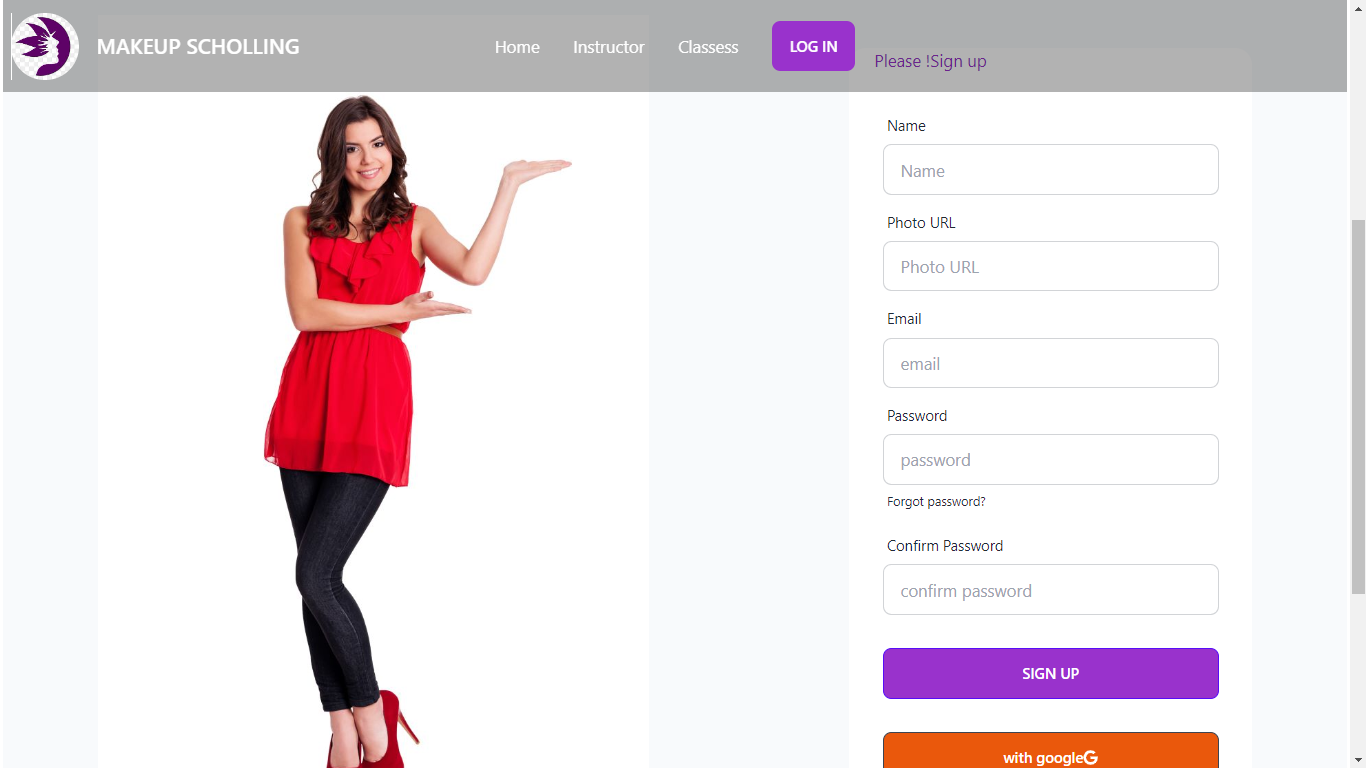 MAKEUP SCHOLLING
Home
Instructor
Classess
LOG IN
Please !Sign up
Name
Name
Photo URL
Photo URL
Email
email
Password
password
Forgot password?
Confirm Password
confirm password
SIGN UP
with google